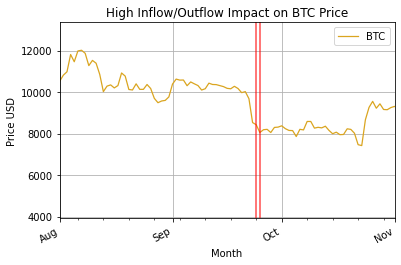 High Inflow/Outflow Impact on BTC Price
BTC
Price USD
12000
10000
8000
6000
4000
Aug
Sep
Oct
Nov
Month